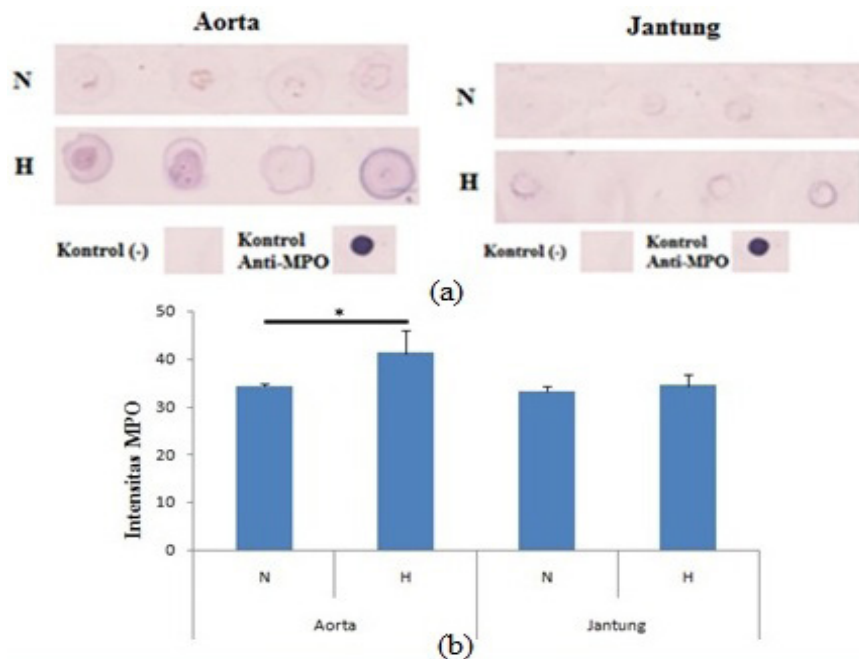 Aorta
Jantung
N
N
H
H
Kontrol (-)
Kontrol
Anti-MPO
Kontrol (-)
Kontrol
Anti-MPO
(a)
50
*
40
30
20
10
0
Intensitas MPO
N
H
N
H
Aorta
Jantung
(b)